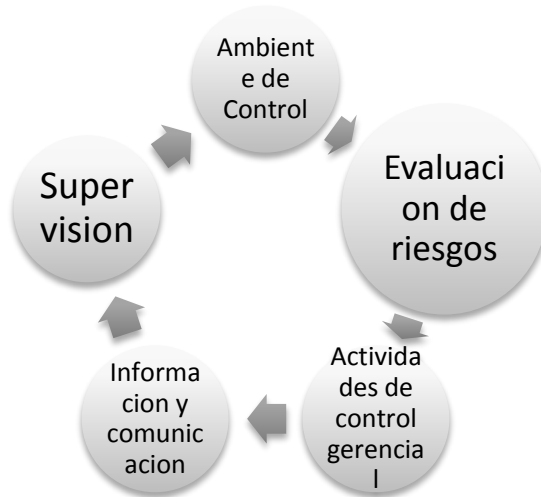 Ambient
e de
Control
Evaluaci
on de
riesgos
Activida
des de
control
gerencia
l
Informa
cion y
comunic
acion
Super
vision